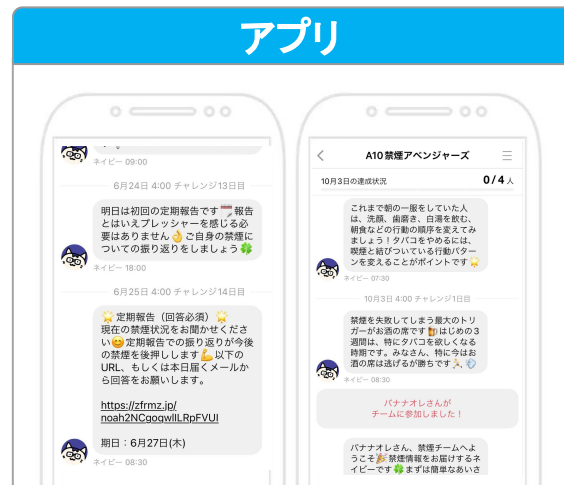 アプリ
ネイビー 09:00
6月24日 4:00 チャレンジ13日目
明日は初回の定期報告です🗓️報告
とはいえプレッシャーを感じる必
要はありません👌ご自身の禁煙に
ついての振り返りをしましょう🍀
ネイビー 18:00
6月25日 4:00 チャレンジ14日目
🌟定期報告（回答必須）🌟
現在の禁煙状況をお聞かせくださ
い😊定期報告での振り返りが今後
の禁煙を後押しします💪以下の
URL、もしくは本日届くメールか
ら回答をお願いします。
https://zfrmz.jp/
noah2NCgoqwlILRpFVUI
期日：6月27日(木)
ネイビー 08:30
A10禁煙アベンジャーズ
10月3日の達成状況 0/4人
これまで朝の一服をしていた人
は、洗顔、歯磨き、白湯を飲む、
朝食などの行動の順序を変えてみ
ましょう！タバコをやめるには、
喫煙と結びついている行動パター
ンを変えることがポイントです🌟
ネイビー 07:30
10月3日 4:00 チャレンジ1日目
禁煙を失敗してしまう最大のトリ
ガーがお酒の席です🍺はじめの3
週間は、特にタバコを欲しくなる
時期です。みなさん、特に今はお
酒の席は逃げるが勝ちです🏃💨
ネイビー 08:30
バナナオレさんが
チームに参加しました！
バナナオレさん、禁煙チームへよ
うこそ🎉禁煙情報をお届けするネ
イビーです🍀まずは簡単なあいさ